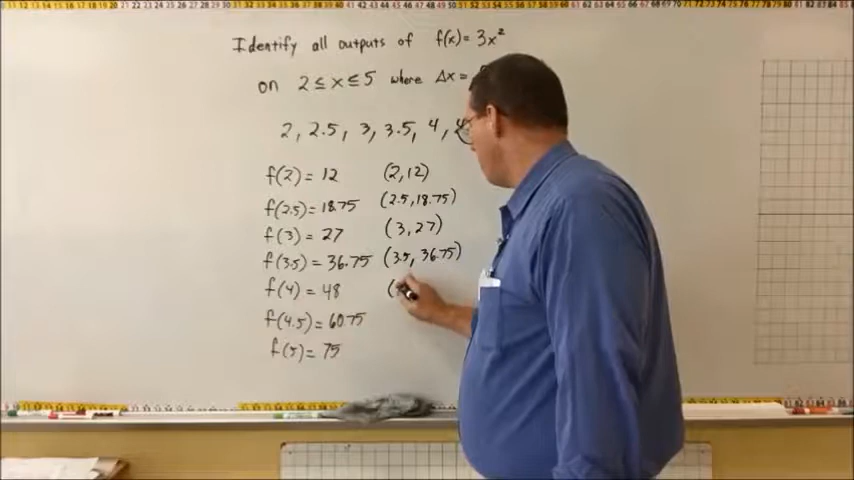 Identify all outputs of f(x) = 3x²
on 2 ≤ x ≤ 5 where Δx =
2, 2.5, 3, 3.5, 4,
f(2) = 12 (2, 12)
f(2.5) = 18.75 (2.5, 18.75)
f(3) = 27 (3, 27)
f(3.5) = 36.75 (3.5, 36.75)
f(4) = 48 (
f(4.5) = 60.75
f(5) = 75